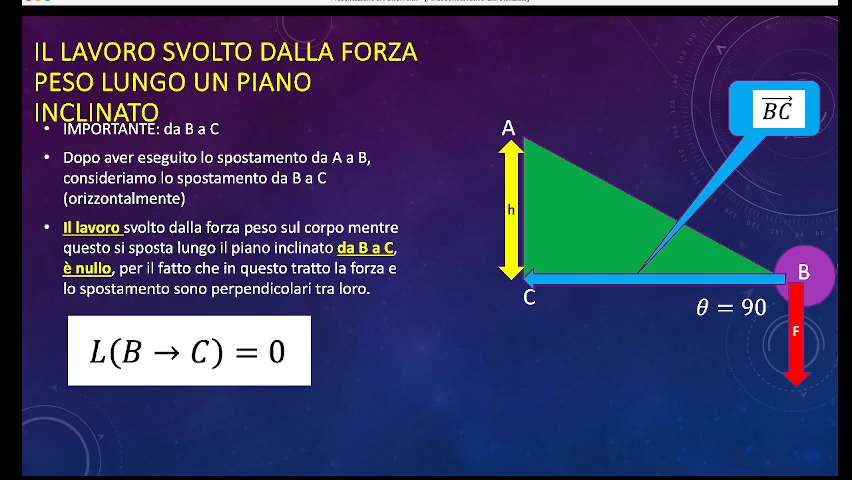 IL LAVORO SVOLTO DALLA FORZA
PESO LUNGO UN PIANO
INCLINATO
• IMPORTANTE: da B a C
• Dopo aver eseguito lo spostamento da A a B,
consideriamo lo spostamento da B a C
(orizzontalmente)
• Il lavoro svolto dalla forza peso sul corpo mentre
questo si sposta lungo il piano inclinato da B a C,
è nullo, per il fatto che in questo tratto la forza e
lo spostamento sono perpendicolari tra loro.
L(B → C) = 0
BC
A
h
B
C
θ = 90
F